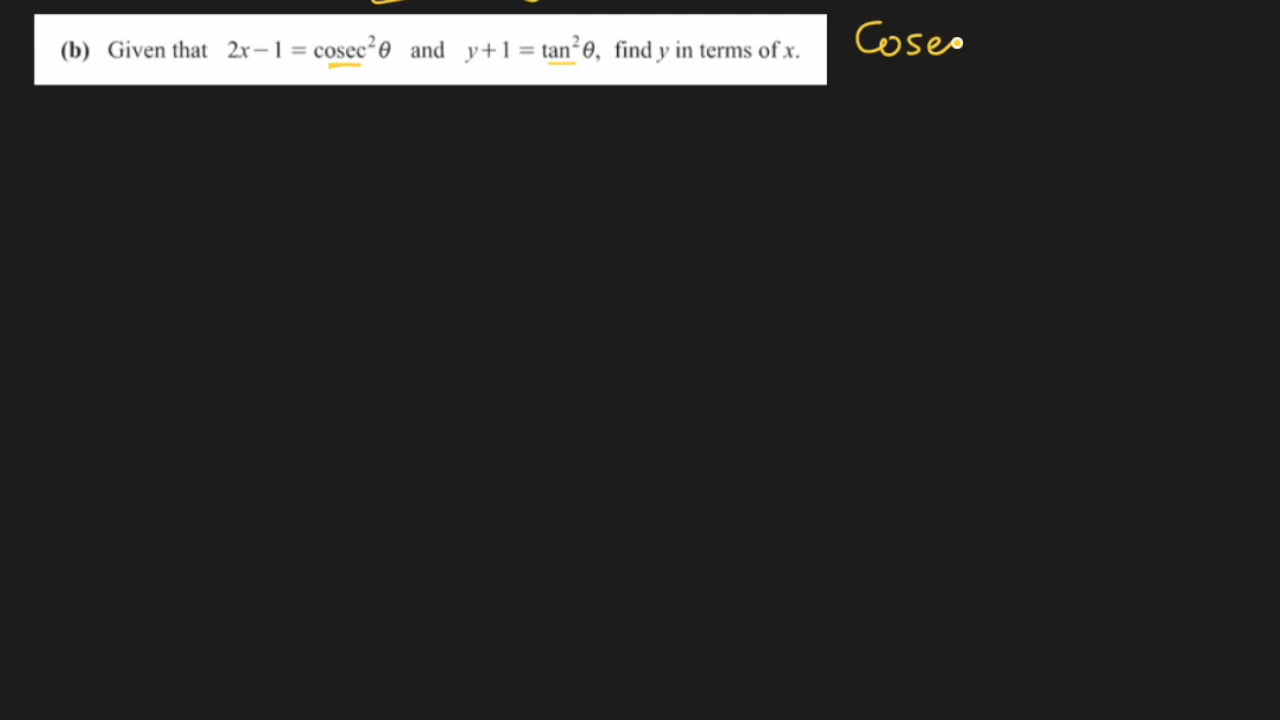 (b) Given that 2x−1 = cosec²θ and y+1 = tan²θ, find y in terms of x.
Cose